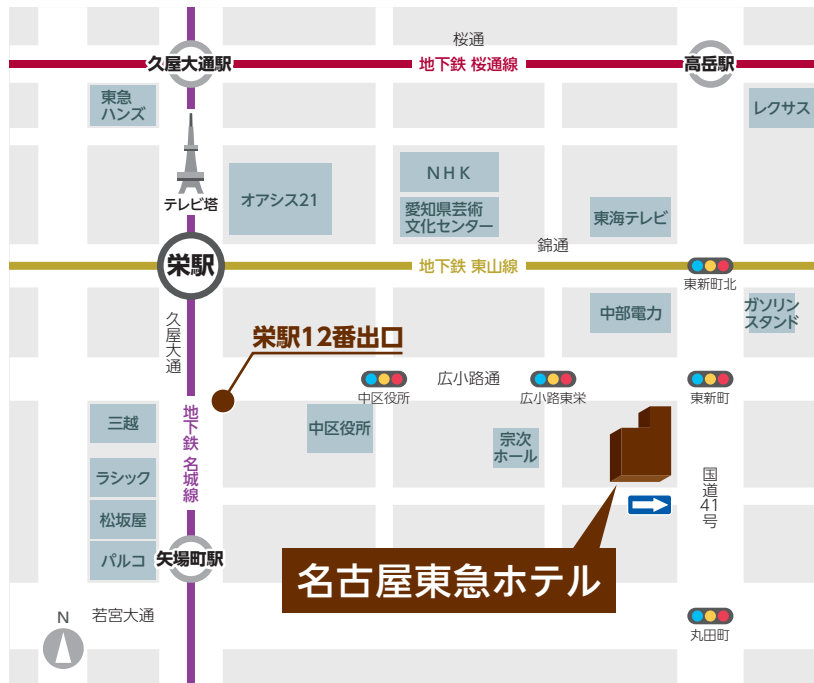 桜通
久屋大通駅
地下鉄 桜通線
高岳駅
東急
ハンズ
レクサス
テレビ塔
オアシス21
NHK
愛知県芸術
文化センター
東海テレビ
錦通
栄駅
地下鉄 東山線
東新町北
久屋大通
中部電力
ガソリン
スタンド
栄駅12番出口
広小路通
中区役所
広小路東栄
東新町
三越
地下鉄 名城線
中区役所
宗次
ホール
ラシック
国道41号
松坂屋
パルコ
矢場町駅
名古屋東急ホテル
若宮大通
N
丸田町